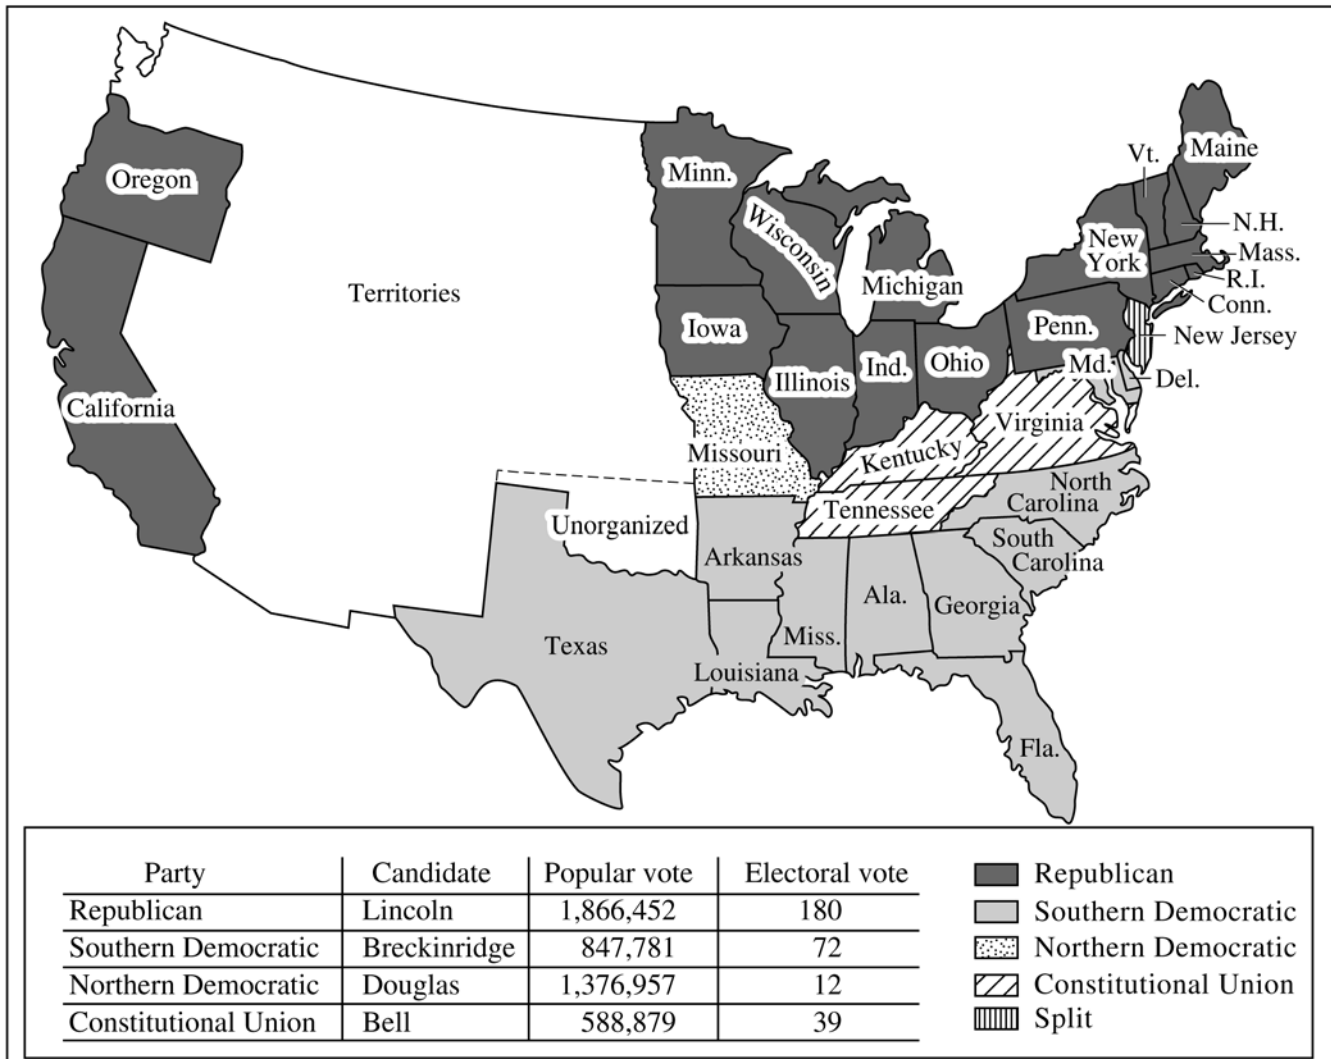 Maine
Vt.
Minn.
Oregon
Wisconsin
N.H.
New
York
Mass.
R.I.
Michigan
Territories
Conn.
Iowa
Penn.
New Jersey
Ohio
Ind.
Md.
Illinois
Del.
California
Virginia
Missouri
Kentucky
North
Carolina
Tennessee
Unorganized
South
Carolina
Arkansas
Ala.
Georgia
Miss.
Texas
Louisiana
Fla.
Party Candidate Popular vote Electoral vote
Republican Lincoln 1,866,452 180
Southern Democratic Breckinridge 847,781 72
Northern Democratic Douglas 1,376,957 12
Constitutional Union Bell 588,879 39
Republican
Southern Democratic
Northern Democratic
Constitutional Union
Split